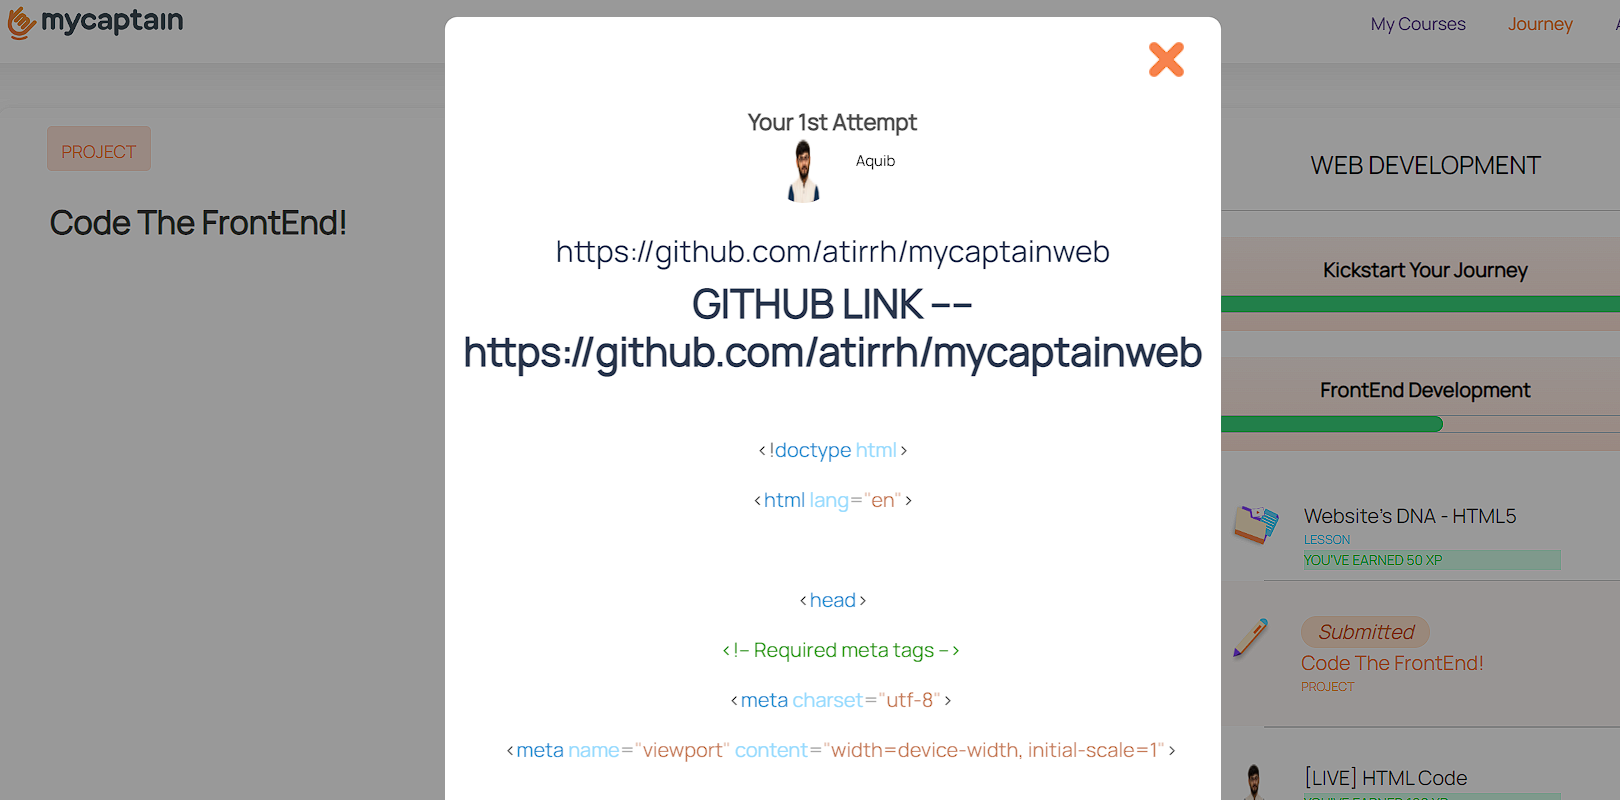 mycaptain
My Courses
Journey
PROJECT
Code The FrontEnd!
Your 1st Attempt
Aquib
https://github.com/atirrh/mycaptainweb
GITHUB LINK --
https://github.com/atirrh/mycaptainweb
<!doctype html>
<html lang="en">
<head>
<!– Required meta tags –>
<meta charset="utf-8">
<meta name="viewport" content="width=device-width, initial-scale=1">
WEB DEVELOPMENT
Kickstart Your Journey
FrontEnd Development
Website's DNA - HTML5
LESSON
YOU'VE EARNED 50 XP
Submitted
Code The FrontEnd!
PROJECT
[LIVE] HTML Code